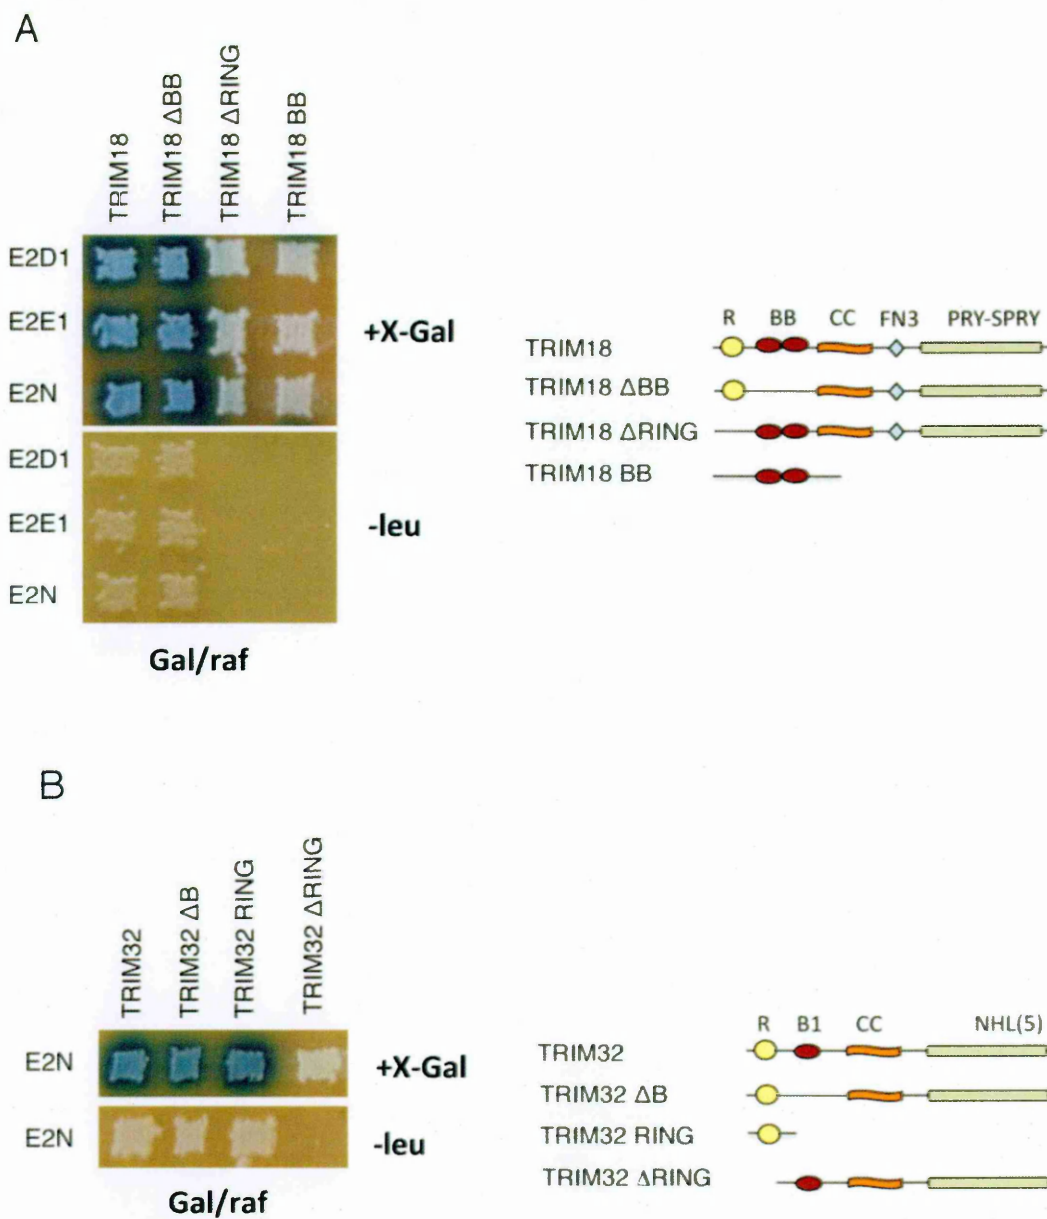 A
TRIM18
TRIM18 ΔBB
TRIM18 ΔRING
TRIM18 BB
E2D1
E2E1
E2N
+X-Gal
E2D1
E2E1
E2N
-leu
Gal/raf
R BB CC FN3 PRY-SPRY
TRIM18
TRIM18 ΔBB
TRIM18 ΔRING
TRIM18 BB
B
TRIM32
TRIM32 ΔB
TRIM32 RING
TRIM32 ΔRING
E2N
+X-Gal
E2N
-leu
Gal/raf
R B1 CC NHL(5)
TRIM32
TRIM32 ΔB
TRIM32 RING
TRIM32 ΔRING